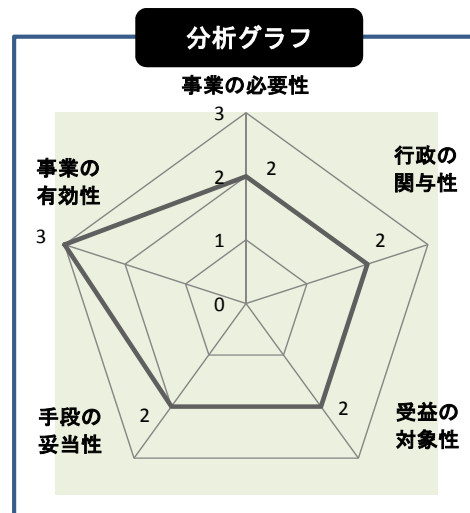 分析グラフ
事業の必要性
3
2
2
1
0
行政の
関与性
2
受益の
対象性
2
手段の
妥当性
2
事業の
有効性
3